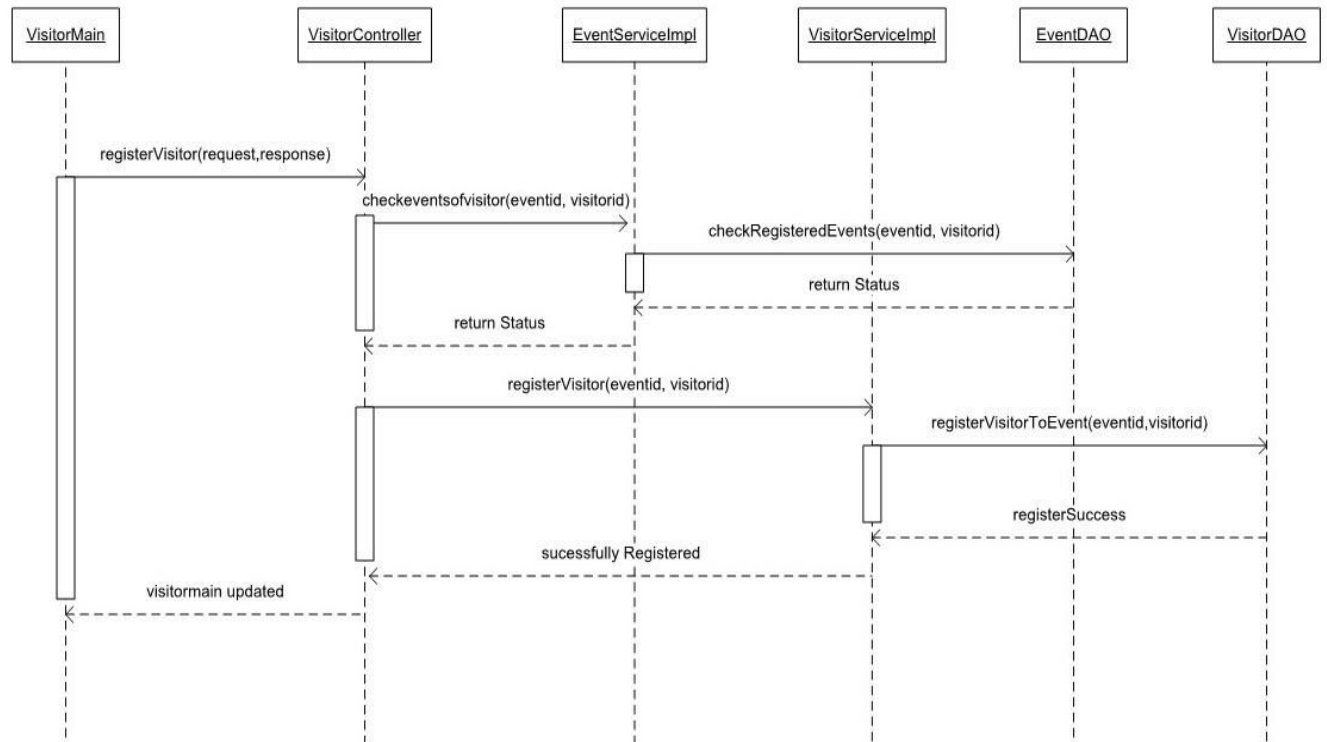 VisitorMain
VisitorController
EventServiceImpl
VisitorServiceImpl
EventDAO
VisitorDAO
registerVisitor(request,response)
checkeventsofvisitor(eventid, visitorid)
checkRegisteredEvents(eventid, visitorid)
return Status
return Status
registerVisitor(eventid, visitorid)
registerVisitorToEvent(eventid,visitorid)
registerSuccess
sucessfully Registered
visitormain updated